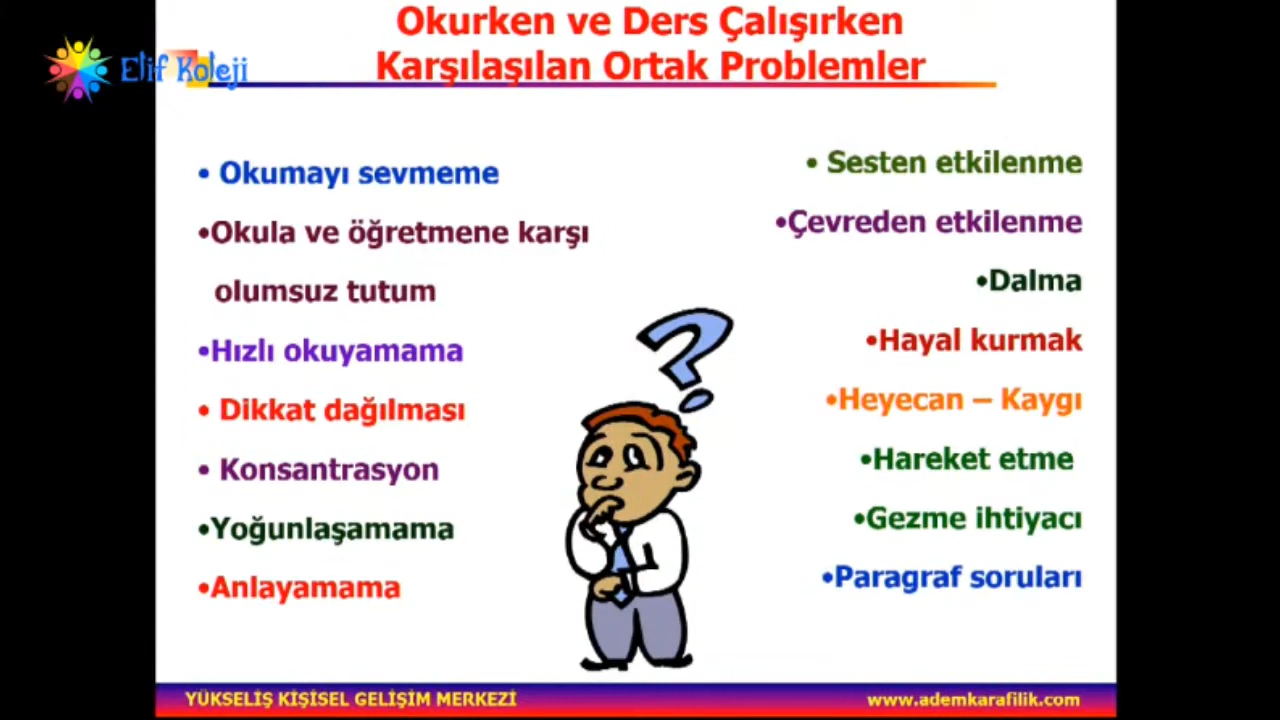 Okurken ve Ders Çalışırken
Karşılaşılan Ortak Problemler
Elif Koleji
• Okumayı sevmeme
•Okula ve öğretmene karşı
olumsuz tutum
•Hızlı okuyamama
• Dikkat dağılması
• Konsantrasyon
•Yoğunlaşamama
•Anlayamama
• Sesten etkilenme
•Çevreden etkilenme
•Dalma
•Hayal kurmak
•Heyecan – Kaygı
•Hareket etme
•Gezme ihtiyacı
•Paragraf soruları
YÜKSELİŞ KİŞİSEL GELİŞİM MERKEZİ
www.ademkarafilik.com